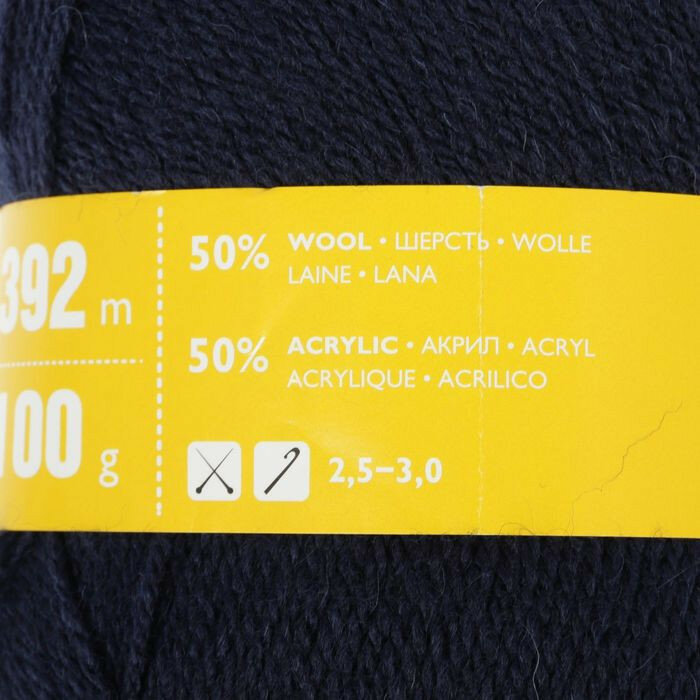 392 m
100 g
50% WOOL • ШЕРСТЬ • WOLLE
LAINE • LANA
50% ACRYLIC • АКРИЛ • ACRYL
ACRYLIQUE • ACRILICO
2,5–3,0